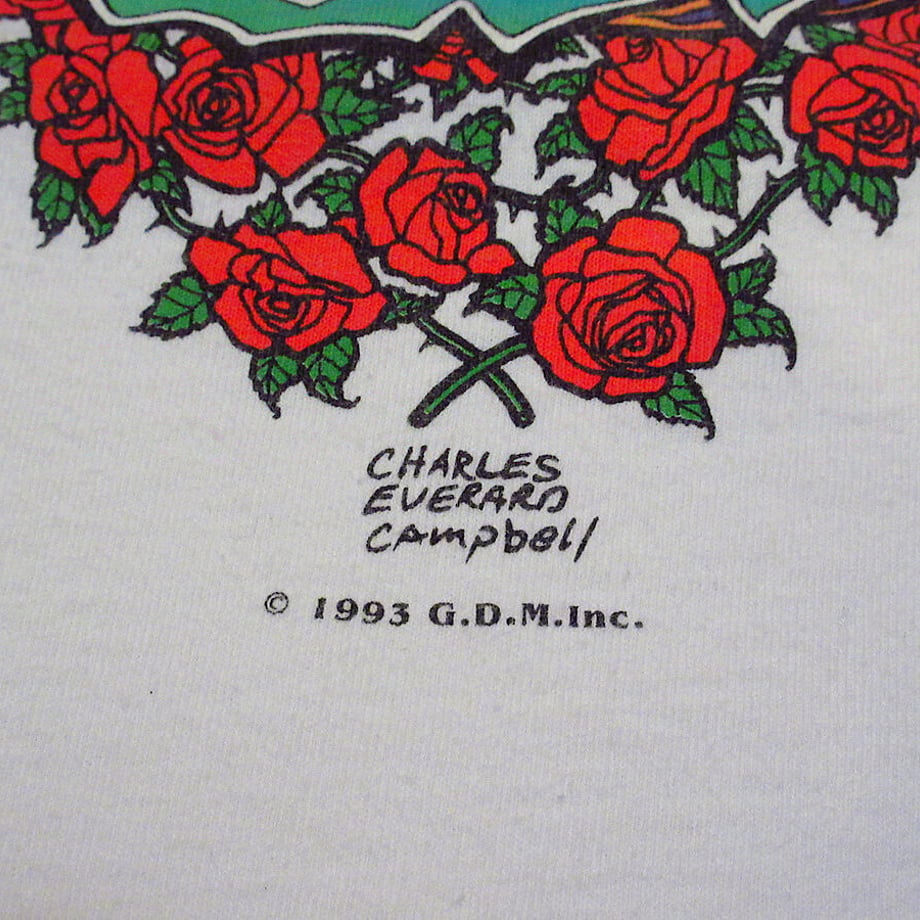 CHARLES
EVERARD
Campbell
© 1993 G.D.M.Inc.